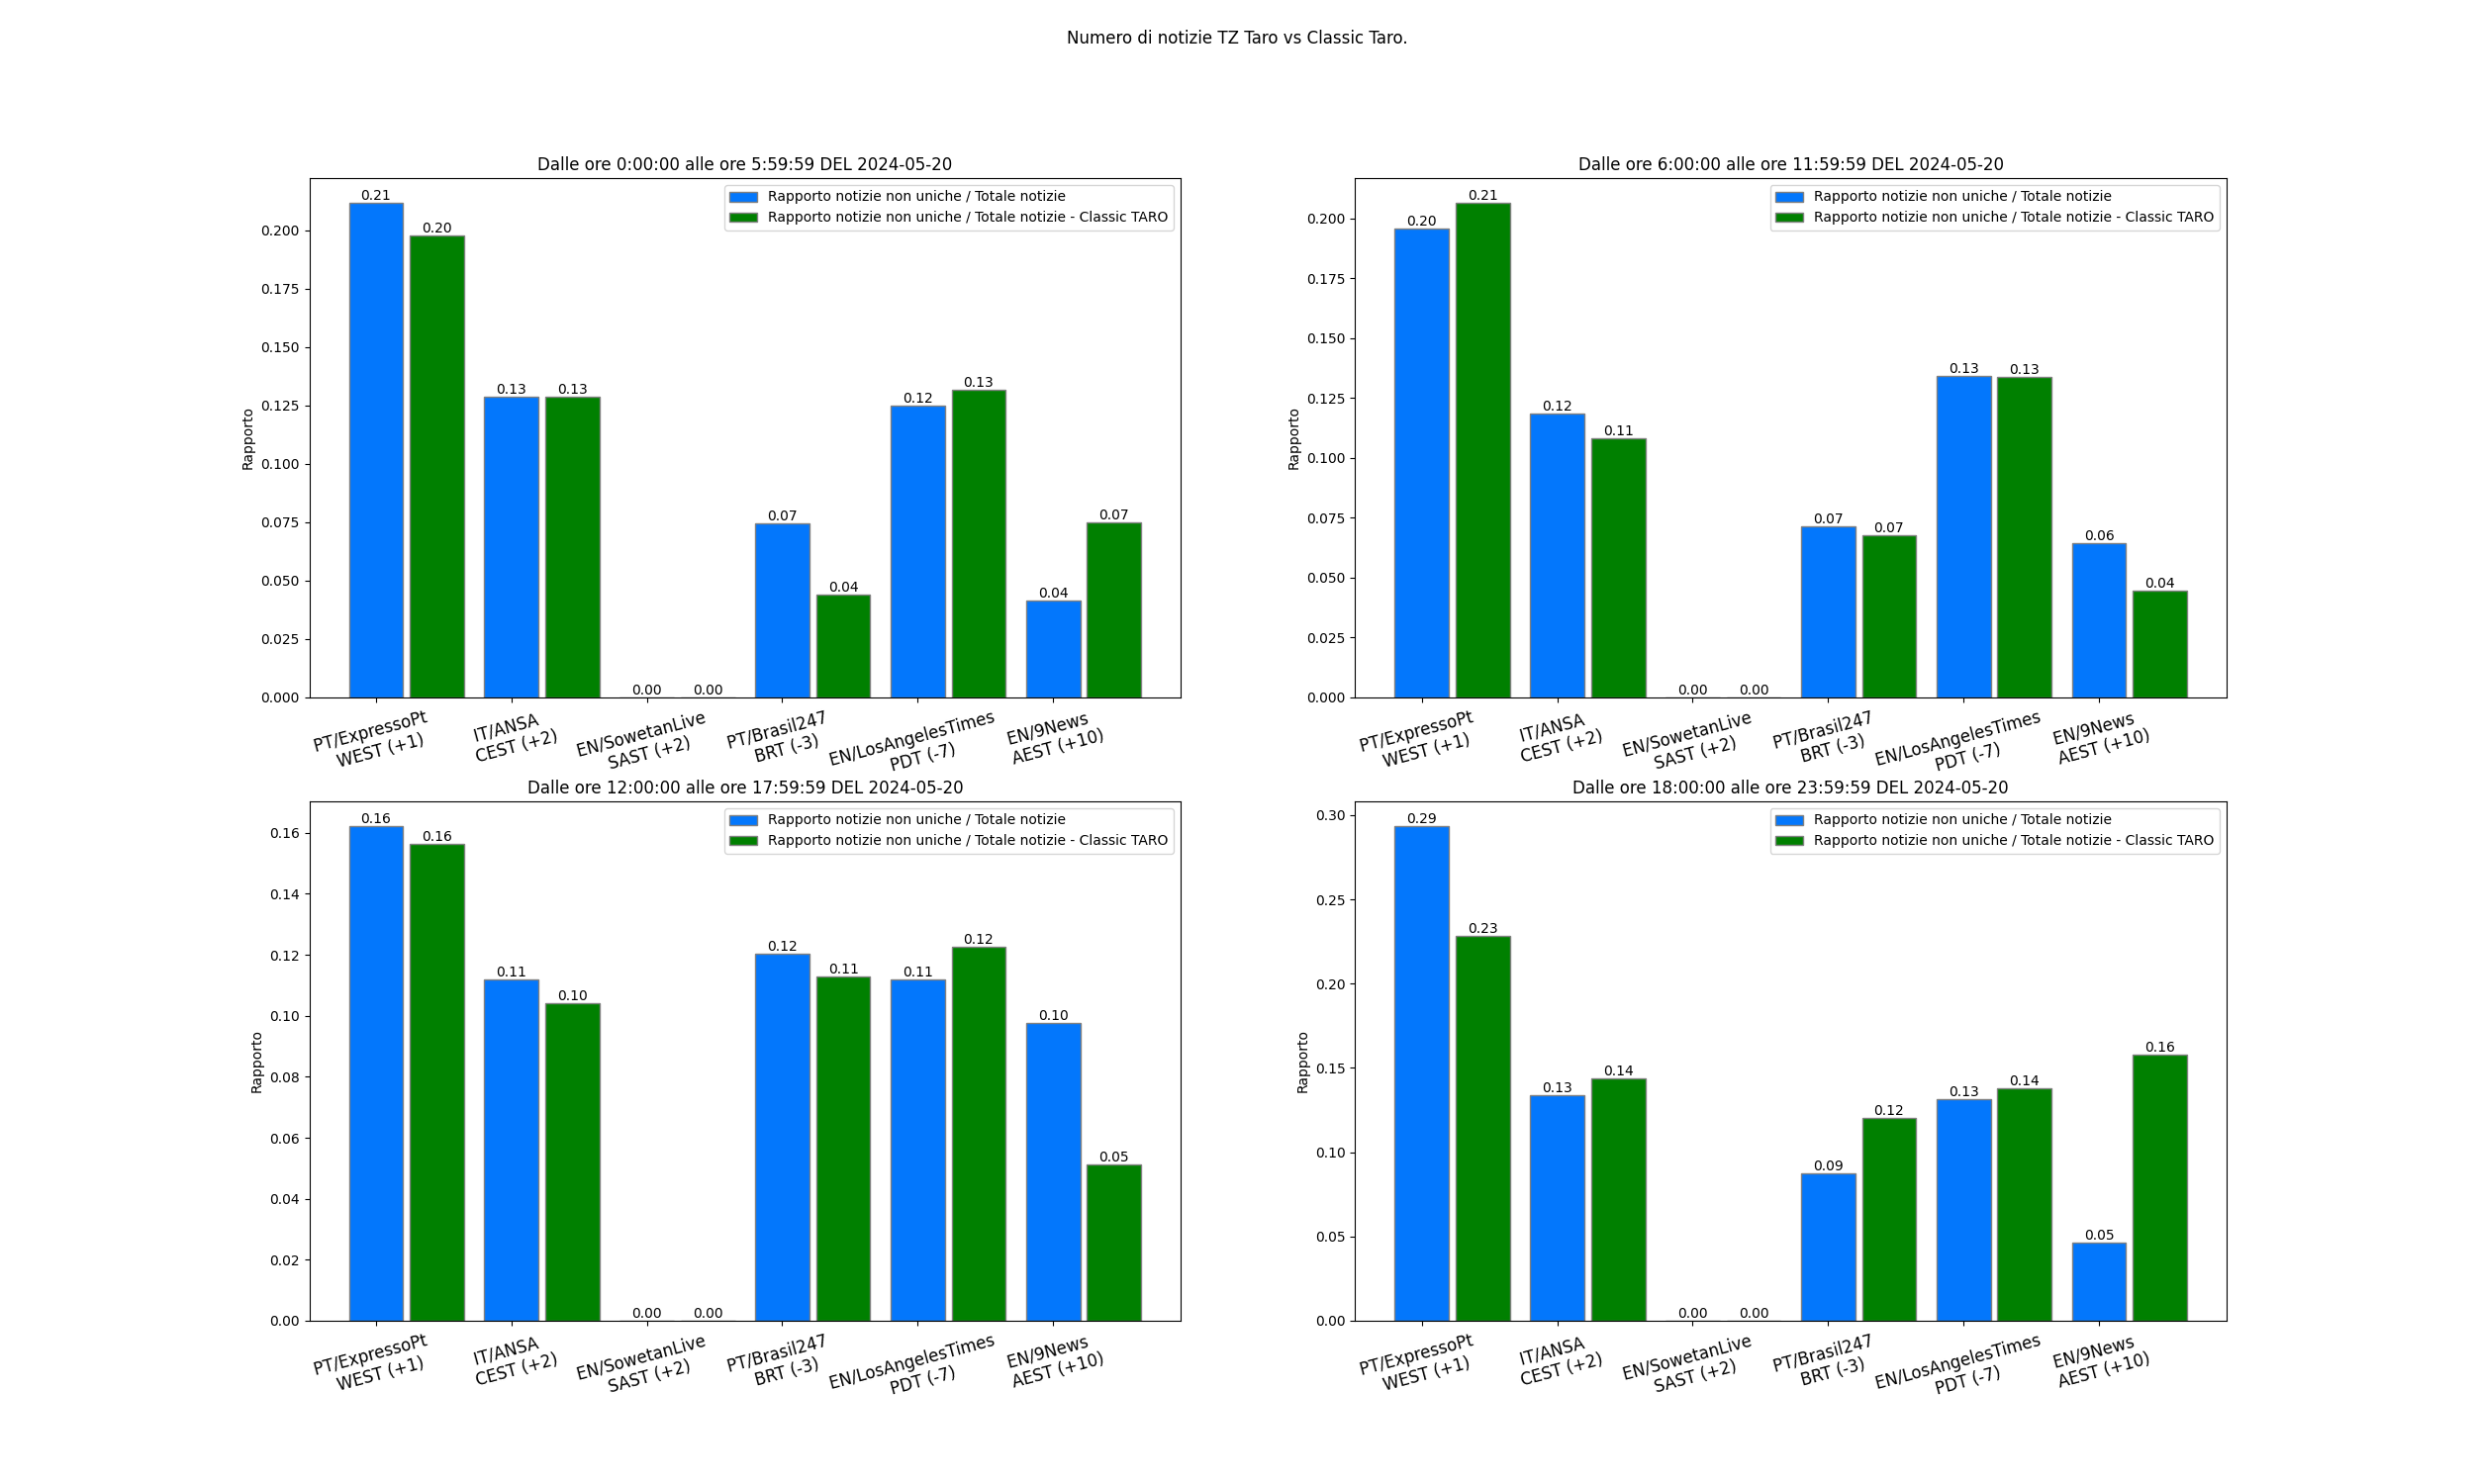 Numero di notizie TZ Taro vs Classic Taro.
Dalle ore 0:00:00 alle ore 5:59:59 DEL 2024-05-20
Rapporto notizie non uniche / Totale notizie
Rapporto notizie non uniche / Totale notizie - Classic TARO
Rapporto
0.200
0.175
0.150
0.125
0.100
0.075
0.050
0.025
0.000
0.21
0.20
0.13
0.13
0.00
0.00
0.07
0.04
0.12
0.13
0.04
0.07
PT/ExpressoPt
WEST (+1)
IT/ANSA
CEST (+2)
EN/SowetanLive
SAST (+2)
PT/Brasil247
BRT (-3)
EN/LosAngelesTimes
PDT (-7)
EN/9News
AEST (+10)
Dalle ore 6:00:00 alle ore 11:59:59 DEL 2024-05-20
Rapporto notizie non uniche / Totale notizie
Rapporto notizie non uniche / Totale notizie - Classic TARO
Rapporto
0.200
0.175
0.150
0.125
0.100
0.075
0.050
0.025
0.000
0.20
0.21
0.12
0.11
0.00
0.00
0.07
0.07
0.13
0.13
0.06
0.04
PT/ExpressoPt
WEST (+1)
IT/ANSA
CEST (+2)
EN/SowetanLive
SAST (+2)
PT/Brasil247
BRT (-3)
EN/LosAngelesTimes
PDT (-7)
EN/9News
AEST (+10)
Dalle ore 12:00:00 alle ore 17:59:59 DEL 2024-05-20
Rapporto notizie non uniche / Totale notizie
Rapporto notizie non uniche / Totale notizie - Classic TARO
Rapporto
0.16
0.14
0.12
0.10
0.08
0.06
0.04
0.02
0.00
0.16
0.16
0.11
0.10
0.00
0.00
0.12
0.11
0.11
0.12
0.10
0.05
PT/ExpressoPt
WEST (+1)
IT/ANSA
CEST (+2)
EN/SowetanLive
SAST (+2)
PT/Brasil247
BRT (-3)
EN/LosAngelesTimes
PDT (-7)
EN/9News
AEST (+10)
Dalle ore 18:00:00 alle ore 23:59:59 DEL 2024-05-20
Rapporto notizie non uniche / Totale notizie
Rapporto notizie non uniche / Totale notizie - Classic TARO
Rapporto
0.30
0.25
0.20
0.15
0.10
0.05
0.00
0.29
0.23
0.13
0.14
0.00
0.00
0.09
0.12
0.13
0.14
0.05
0.16
PT/ExpressoPt
WEST (+1)
IT/ANSA
CEST (+2)
EN/SowetanLive
SAST (+2)
PT/Brasil247
BRT (-3)
EN/LosAngelesTimes
PDT (-7)
EN/9News
AEST (+10)